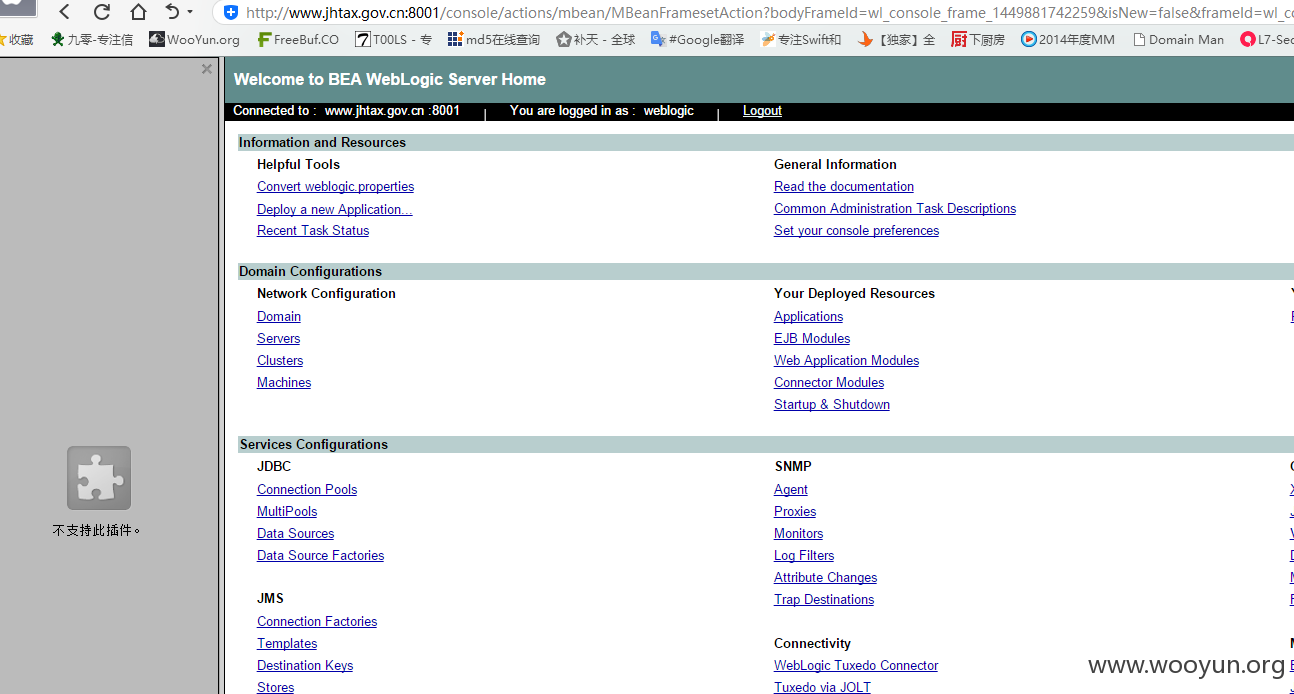 http://www.jhtax.gov.cn:8001/console/actions/mbean/MBeanFramesetAction?bodyFrameId=wl_console_frame_1449881742259&isNew=false&frameId=wl_co
收藏 九零-专注信 WooYun.org FreeBuf.CO T00LS - 专 md5在线查询 补天 - 全球 #Google翻译 专注Swift和 【独家】全 下厨房 2014年度MM Domain Man L7-Sec
Welcome to BEA WebLogic Server Home
Connected to : www.jhtax.gov.cn :8001 | You are logged in as : weblogic | Logout
Information and Resources
Helpful Tools General Information
Convert weblogic.properties Read the documentation
Deploy a new Application... Common Administration Task Descriptions
Recent Task Status Set your console preferences
Domain Configurations
Network Configuration Your Deployed Resources
Domain Applications
Servers EJB Modules
Clusters Web Application Modules
Machines Connector Modules
Startup & Shutdown
Services Configurations
JDBC SNMP
Connection Pools Agent
MultiPools Proxies
Data Sources Monitors
Data Source Factories Log Filters
Attribute Changes
JMS Trap Destinations
Connection Factories
Templates Connectivity
Destination Keys WebLogic Tuxedo Connector
Stores Tuxedo via JOLT
不支持此插件。
www.wooyun.org